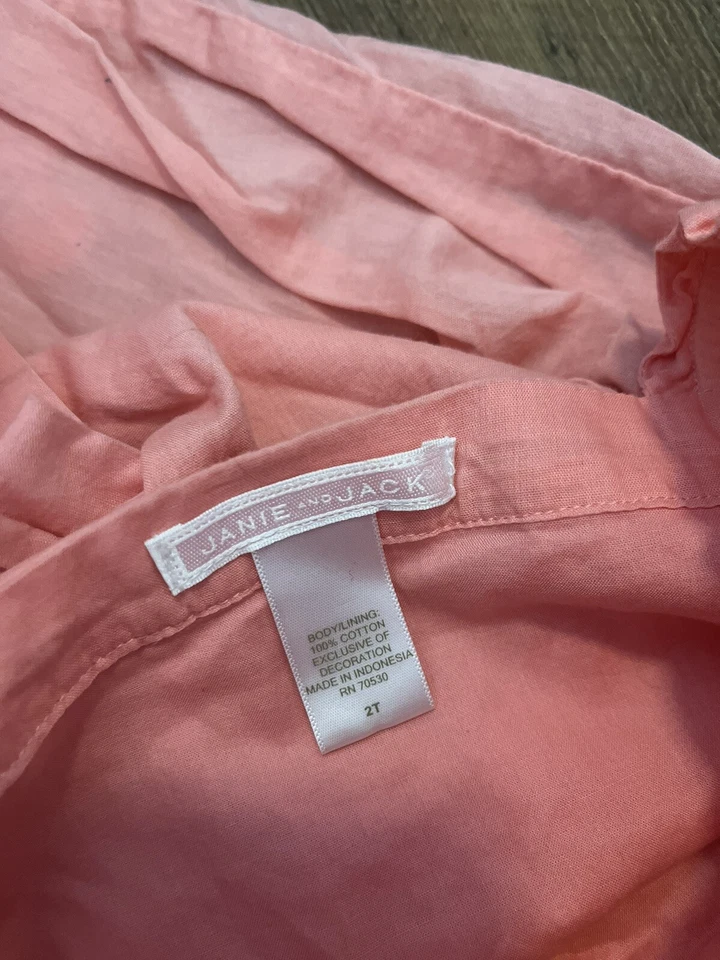 JANIE AND JACK
BODY/LINING:
100% COTTON
EXCLUSIVE OF
DECORATION
MADE IN INDONESIA
RN 70530
2T